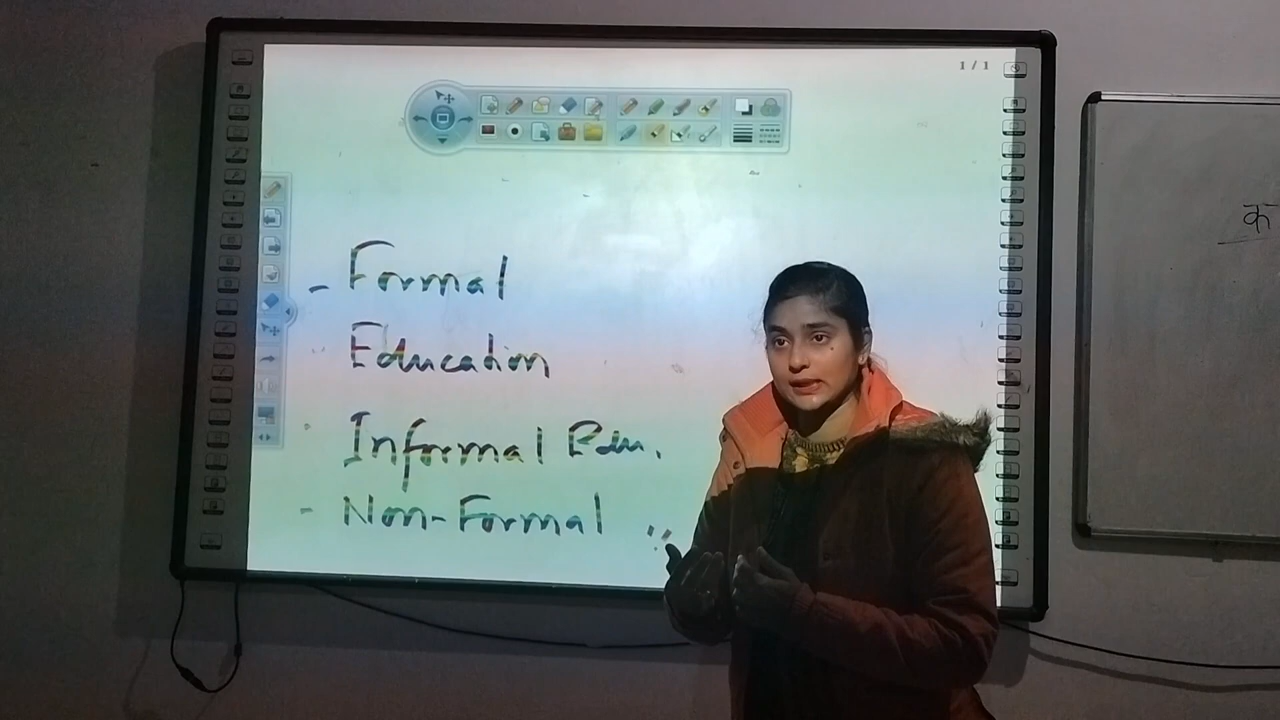 1 / 1
- Formal
Education
Informal Edu.
- Non-Formal "
क